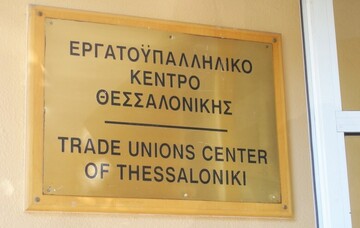 ΕΡΓΑΤΟΫΠΑΛΛΗΛΙΚΟ
ΚΕΝΤΡΟ
ΘΕΣΣΑΛΟΝΙΚΗΣ
TRADE UNIONS CENTER
OF THESSALONIKI